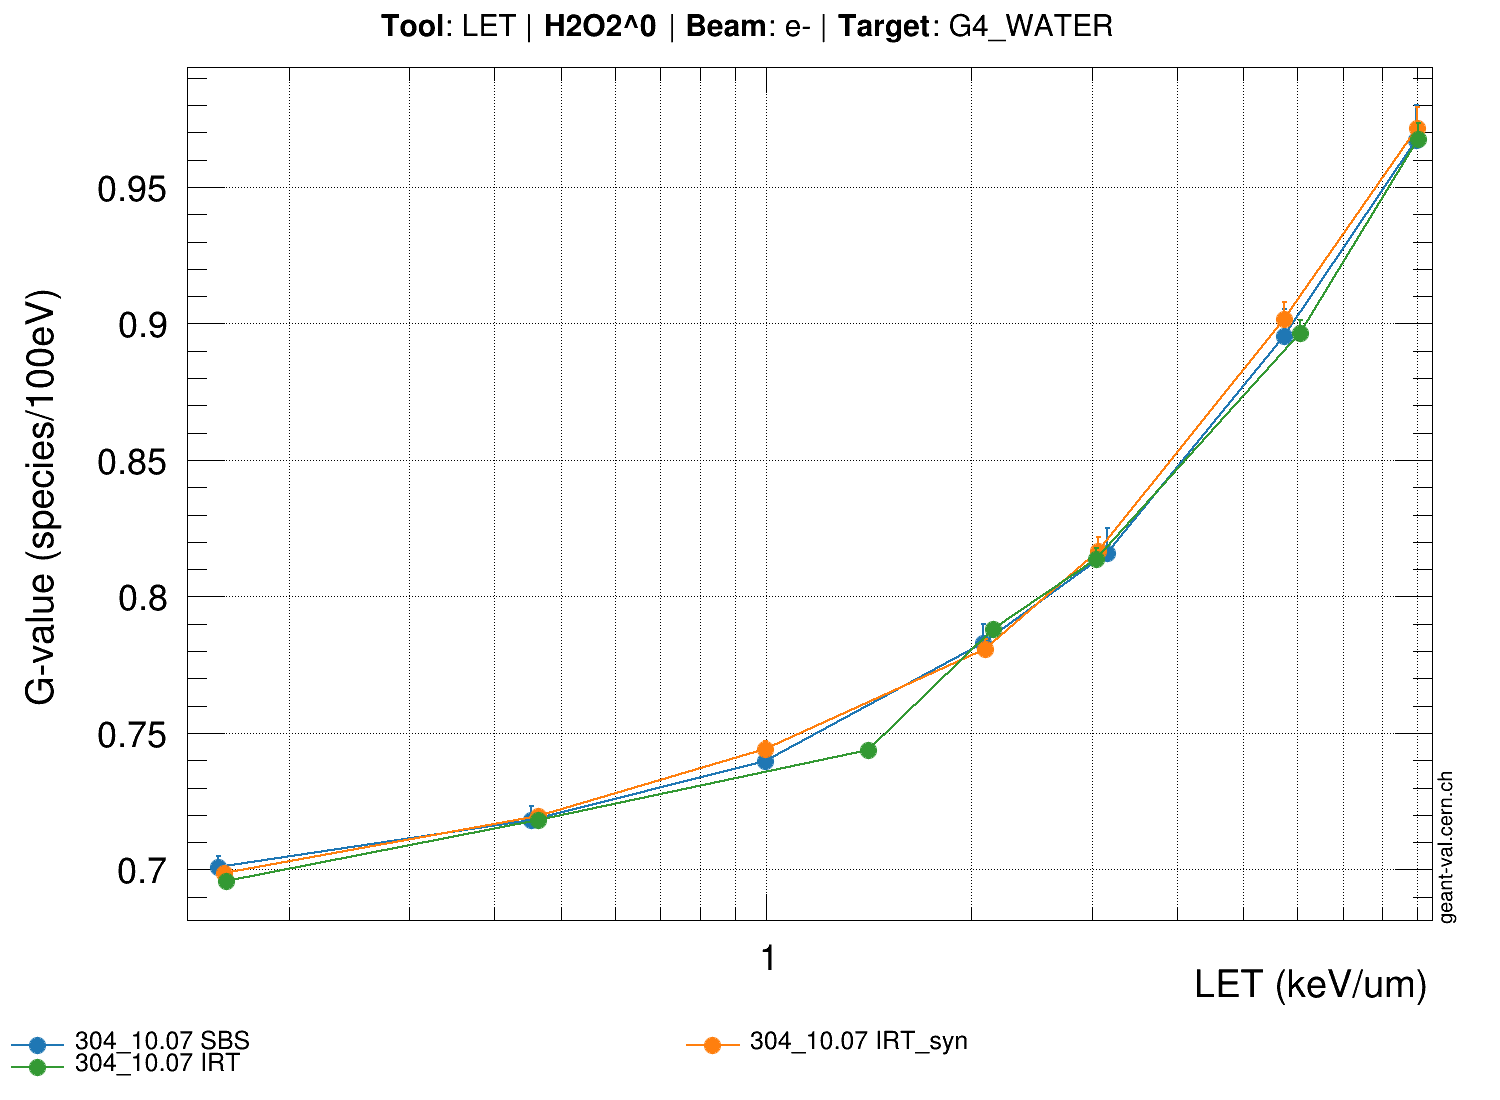 Tool: LET | H2O2^0 | Beam: e- | Target: G4_WATER
G-value (species/100eV)
0.95
0.9
0.85
0.8
0.75
0.7
1
LET (keV/um)
geant-val.cern.ch
304_10.07 SBS
304_10.07 IRT_syn
304_10.07 IRT